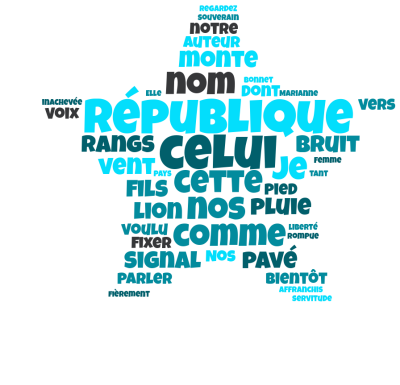 REGARDEZ
SOUVERAIN
NOTRE
AUTEUR
MONTE
NOM
BONNET
ELLE
DONT
MARIANNE
INACHEVÉE
VERS
VOIX
RÉPUBLIQUE
RANGS
CELUI
BRUIT
VENT
JE
FEMME
PAYS
TANT
FILS
CETTE
PIED
LION
NOS
PLUIE
VOULU
COMME
LIBERTÉ
ROMPUE
FIXER
SIGNAL
NOS
PAVÉ
PARLER
BIENTÔT
AFFRANCHIS
FIÈREMENT
SERVITUDE